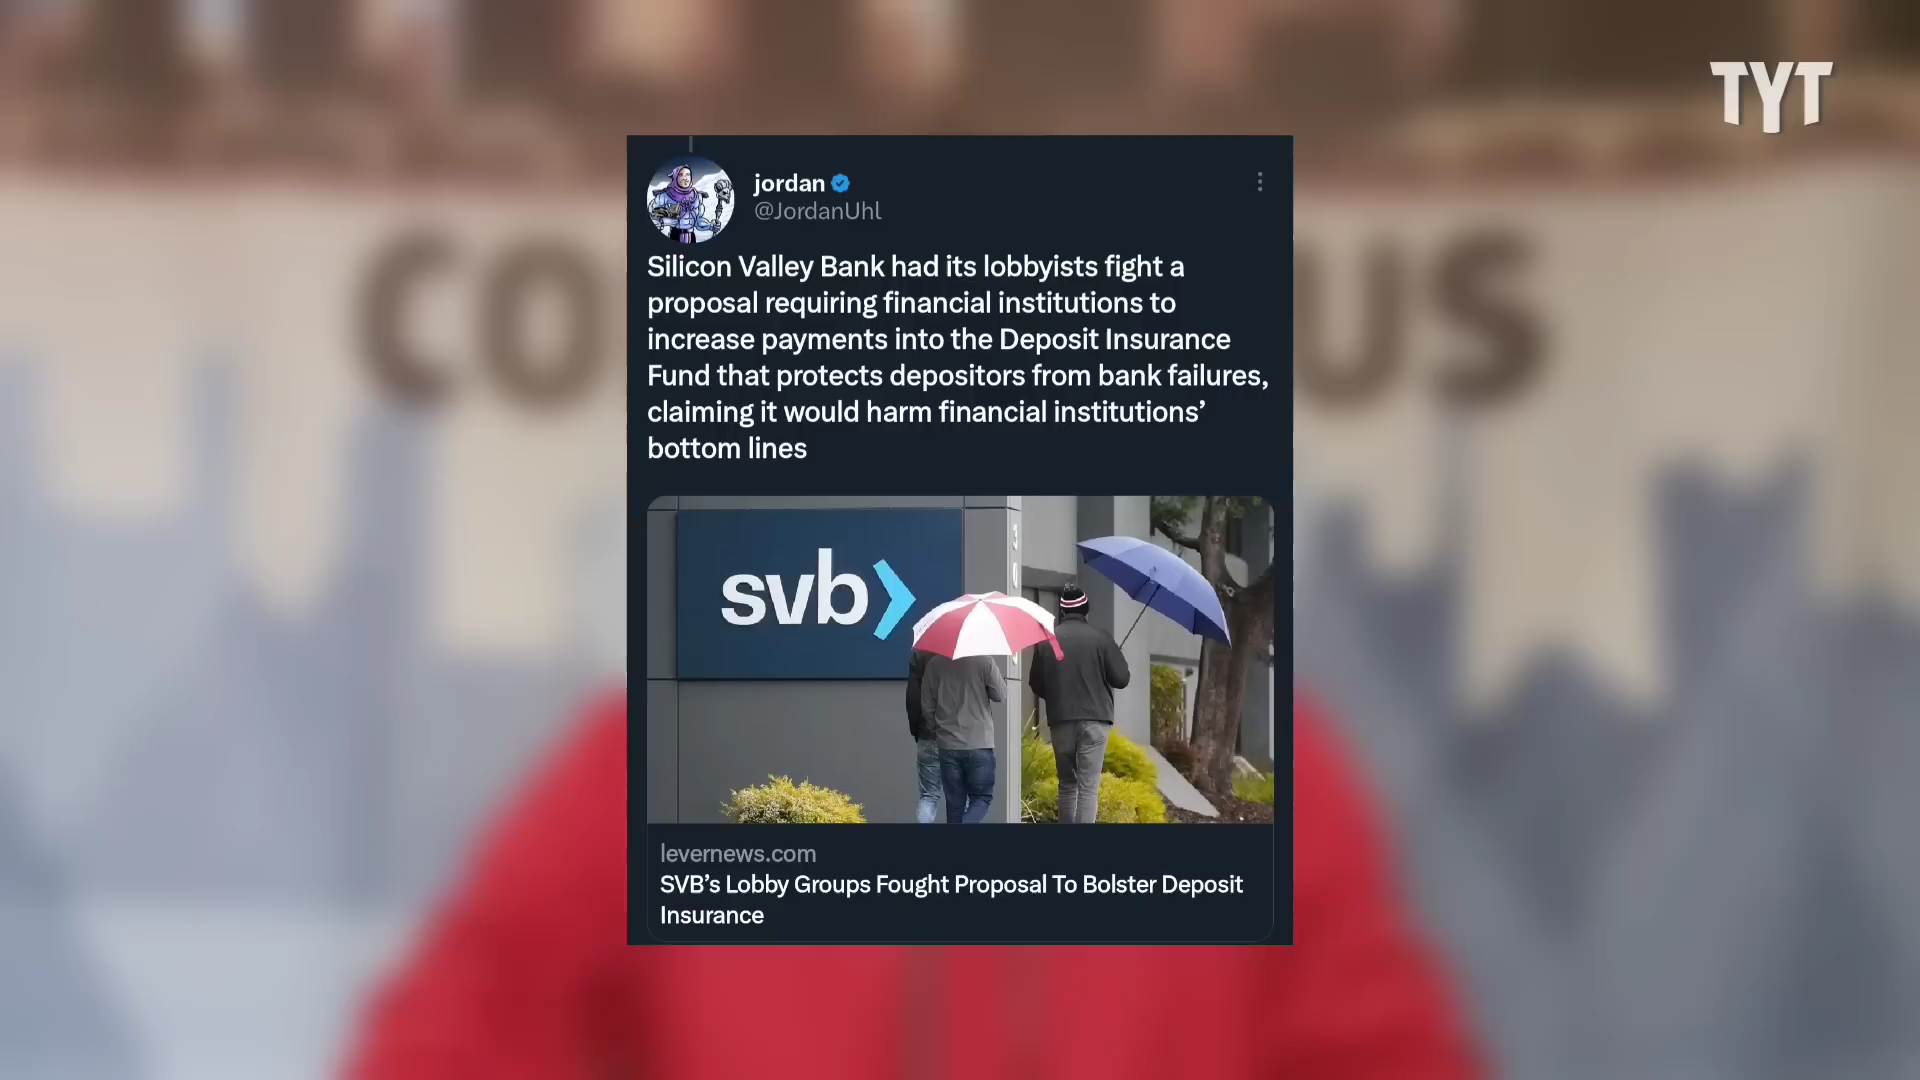 TYT
jordan
@JordanUhl
Silicon Valley Bank had its lobbyists fight a
proposal requiring financial institutions to
increase payments into the Deposit Insurance
Fund that protects depositors from bank failures,
claiming it would harm financial institutions’
bottom lines
svb
levernews.com
SVB’s Lobby Groups Fought Proposal To Bolster Deposit
Insurance
CO
US